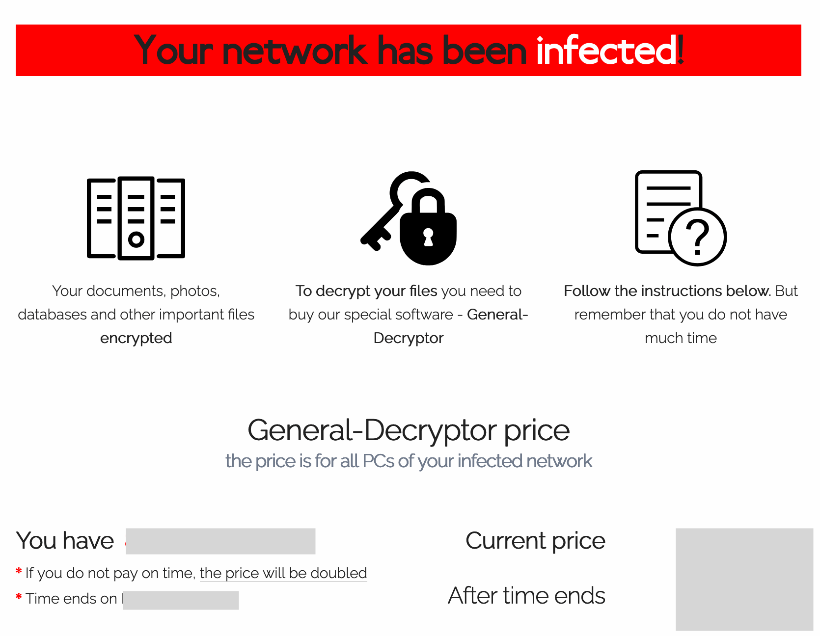 Your network has been infected!
Your documents, photos,
databases and other important files
encrypted
To decrypt your files you need to
buy our special software - General-
Decryptor
Follow the instructions below. But
remember that you do not have
much time
General-Decryptor price
the price is for all PCs of your infected network
You have
* If you do not pay on time, the price will be doubled
* Time ends on
Current price
After time ends